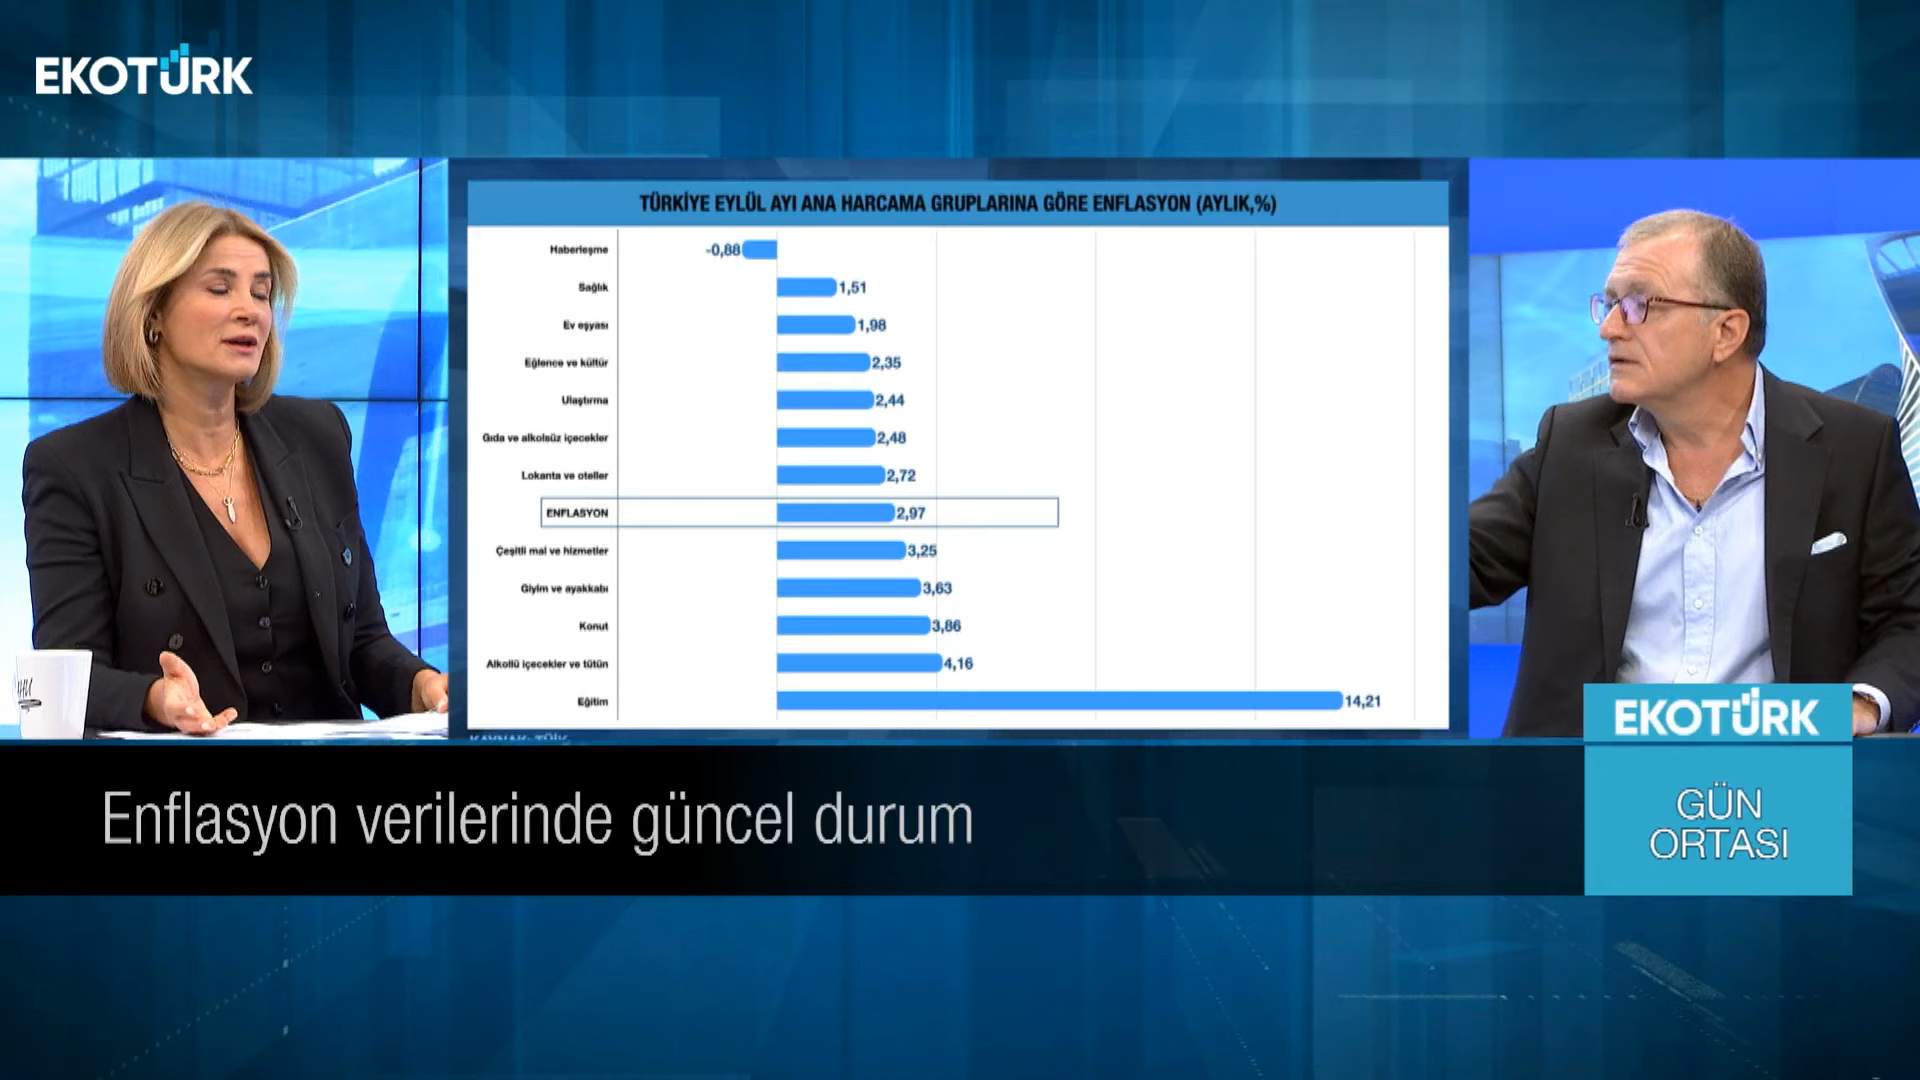 EKOTÜRK
TÜRKİYE EYLÜL AYI ANA HARCAMA GRUPLARINA GÖRE ENFLASYON (AYLIK,%)
Haberleşme -0,88
Sağlık 1,51
Ev eşyası 1,98
Eğlence ve kültür 2,35
Ulaştırma 2,44
Gıda ve alkolsüz içecekler 2,48
Lokanta ve oteller 2,72
ENFLASYON 2,97
Çeşitli mal ve hizmetler 3,25
Giyim ve ayakkabı 3,63
Konut 3,86
Alkollü içecekler ve tütün 4,16
Eğitim 14,21
KAYNAK: TÜİK
EKOTÜRK
Enflasyon verilerinde güncel durum
GÜN
ORTASI